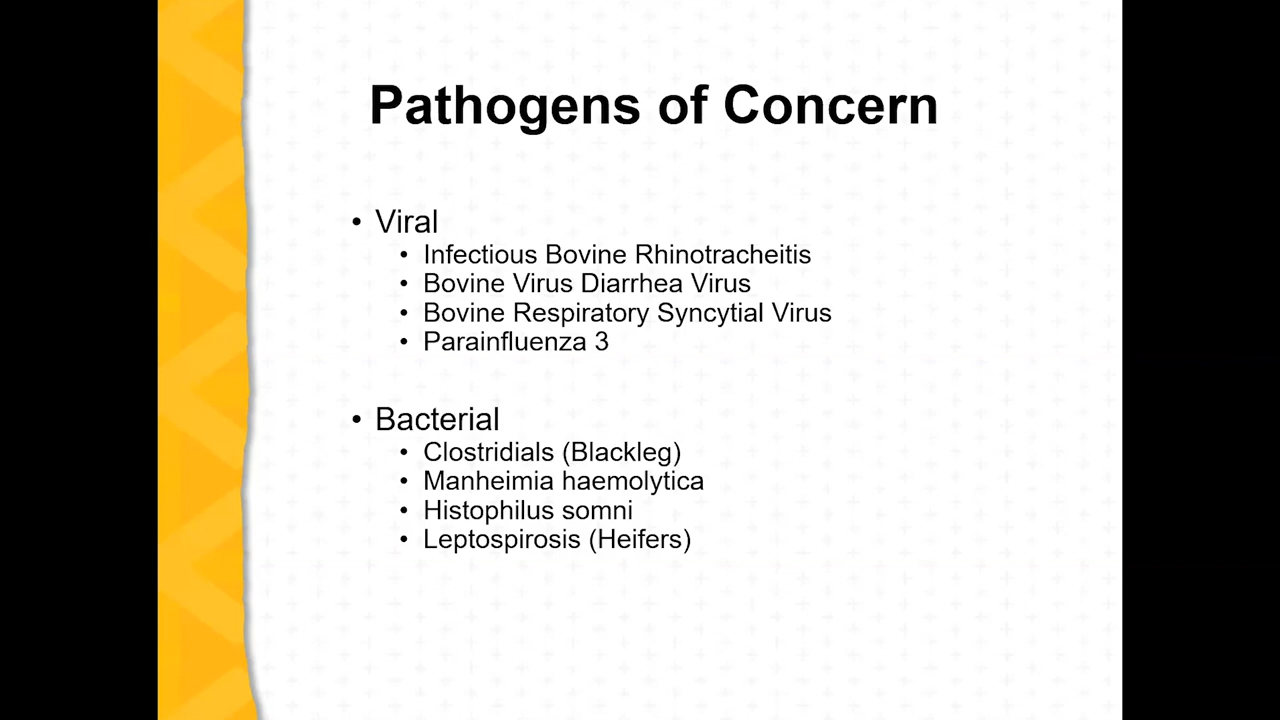 Pathogens of Concern
• Viral
• Infectious Bovine Rhinotracheitis
• Bovine Virus Diarrhea Virus
• Bovine Respiratory Syncytial Virus
• Parainfluenza 3
• Bacterial
• Clostridials (Blackleg)
• Manheimia haemolytica
• Histophilus somni
• Leptospirosis (Heifers)